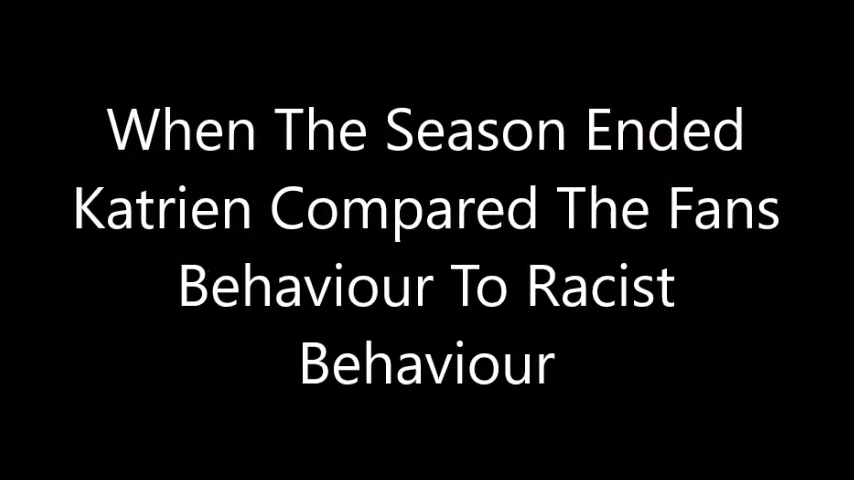 When The Season Ended
Katrien Compared The Fans
Behaviour To Racist
Behaviour